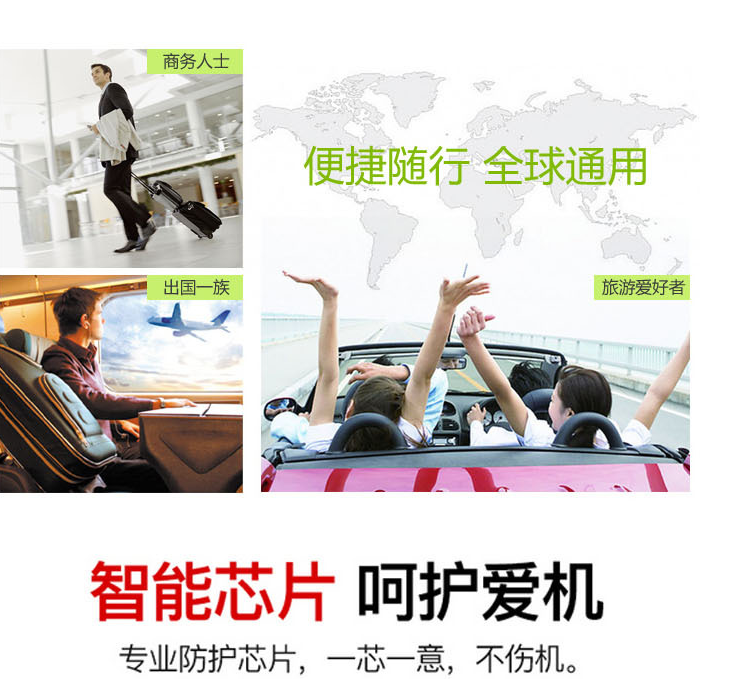 商务人士
便捷随行 全球通用
出国一族
旅游爱好者
智能芯片 呵护爱机
专业防护芯片，一芯一意，不伤机。